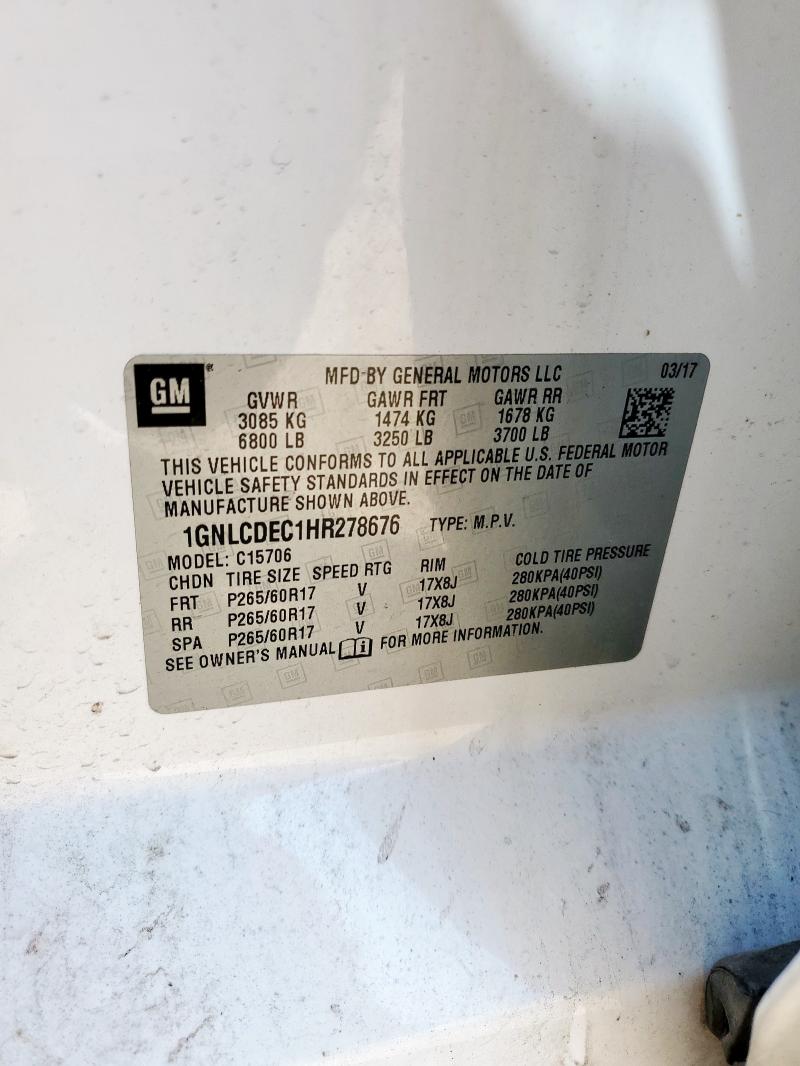 GM
MFD BY GENERAL MOTORS LLC 03/17
GVWR GAWR FRT GAWR RR
3085 KG 1474 KG 1678 KG
6800 LB 3250 LB 3700 LB
THIS VEHICLE CONFORMS TO ALL APPLICABLE U.S. FEDERAL MOTOR
VEHICLE SAFETY STANDARDS IN EFFECT ON THE DATE OF
MANUFACTURE SHOWN ABOVE.
1GNLCDEC1HR278676 TYPE: M.P.V.
MODEL: C15706
CHDN TIRE SIZE SPEED RTG RIM COLD TIRE PRESSURE
FRT P265/60R17 V 17X8J 280KPA(40PSI)
RR P265/60R17 V 17X8J 280KPA(40PSI)
SPA P265/60R17 V 17X8J 280KPA(40PSI)
SEE OWNER'S MANUAL FOR MORE INFORMATION.